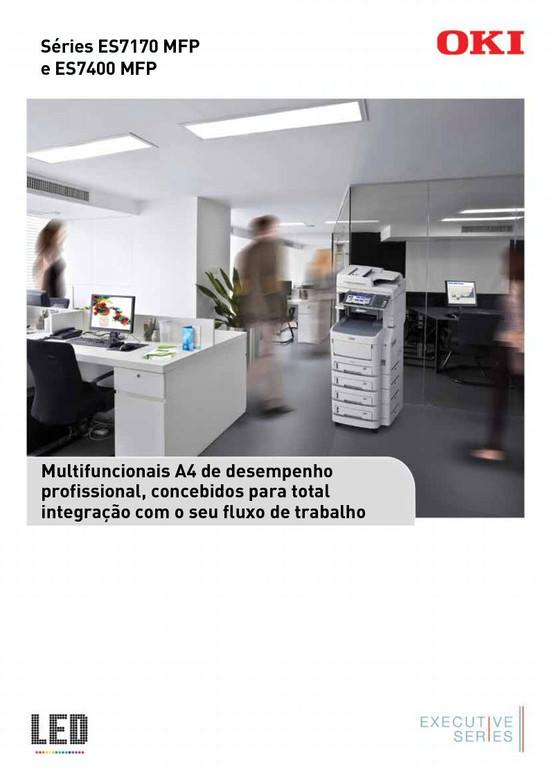 Séries ES7170 MFP
e ES7400 MFP
OKI
Multifuncionais A4 de desempenho
profissional, concebidos para total
integração com o seu fluxo de trabalho
LED
EXECUTIVE
SERIES